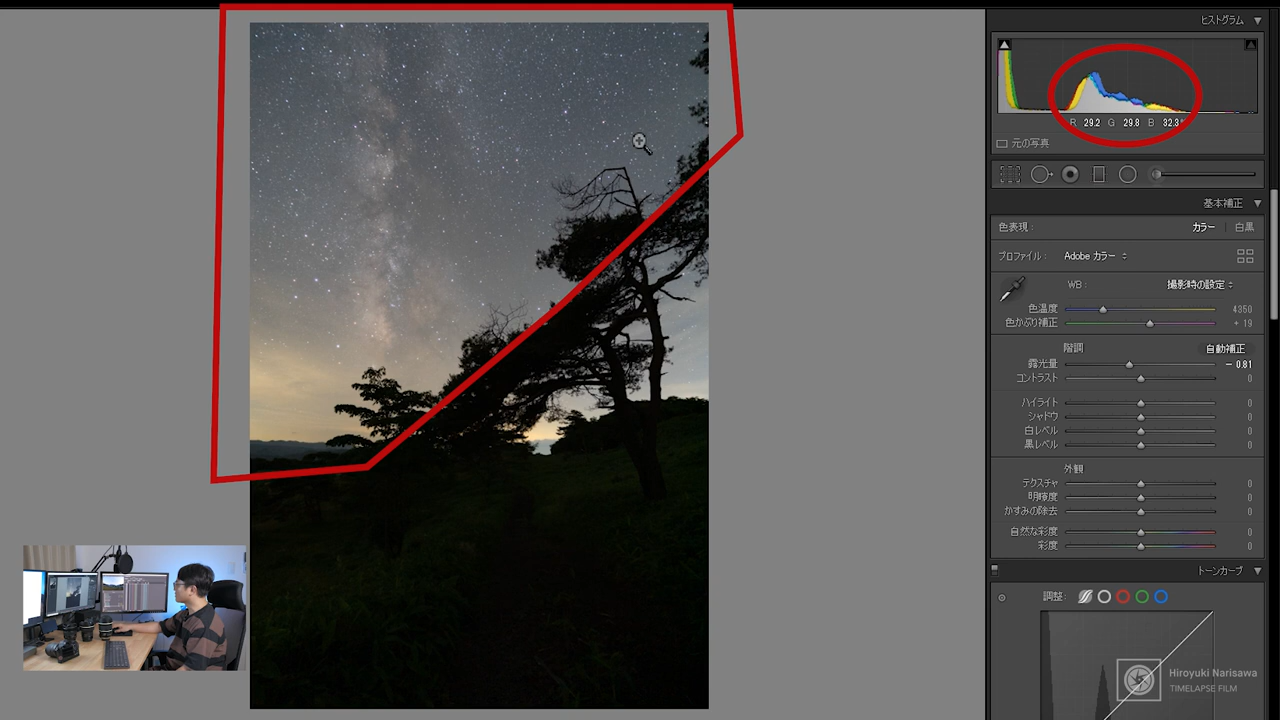 ヒストグラム
R 29.2 G 29.8 B 32.3
元の写真
基本補正
色表現: カラー 白黒
プロファイル: Adobe カラー
WB: 撮影時の設定
色温度 4350
色かぶり補正 + 19
階調 自動補正
露光量 − 0.81
コントラスト 0
ハイライト 0
シャドウ 0
白レベル 0
黒レベル 0
外観
テクスチャ 0
明瞭度 0
かすみの除去 0
自然な彩度 0
彩度 0
トーンカーブ
調整:
Hiroyuki Narisawa
TIMELAPSE FILM